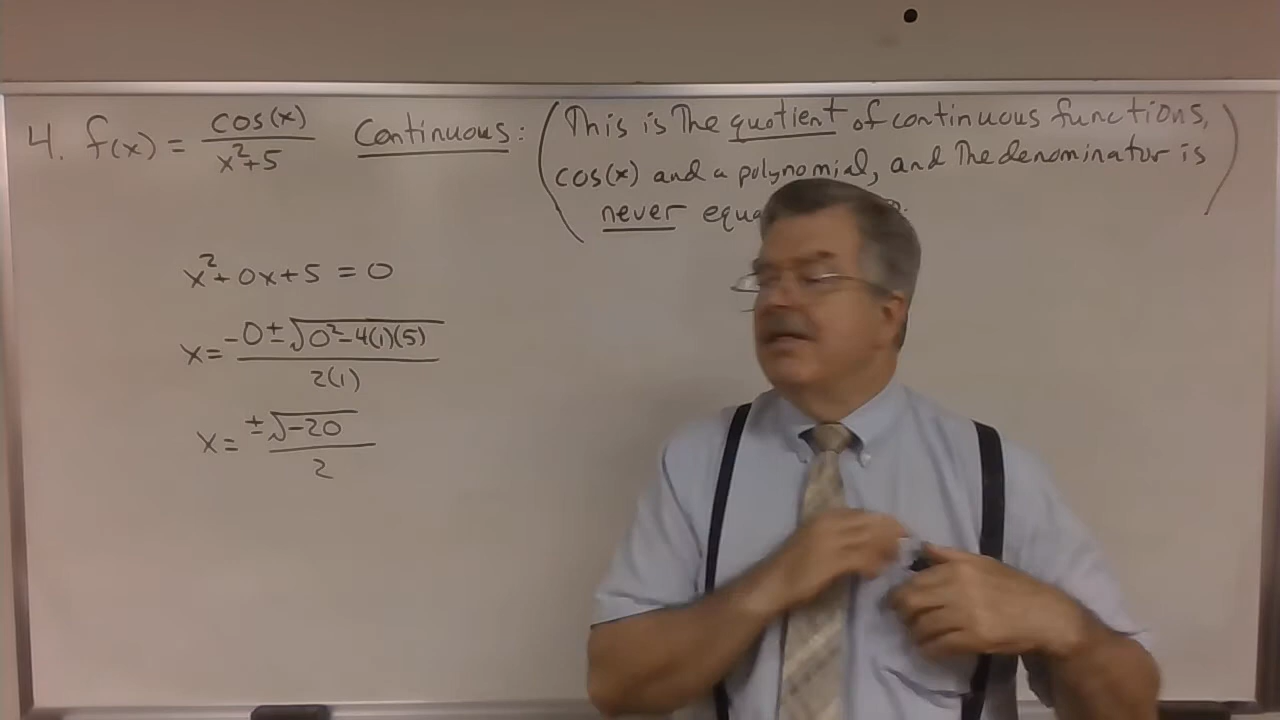 4. f(x) = cos(x) / x²+5 Continuous: (This is The quotient of continuous functions,
cos(x) and a polynomial, and The denominator is
never
x²+0x+5 = 0
x = -0±√0²-4(1)(5) / 2(1)
x = ±√-20 / 2